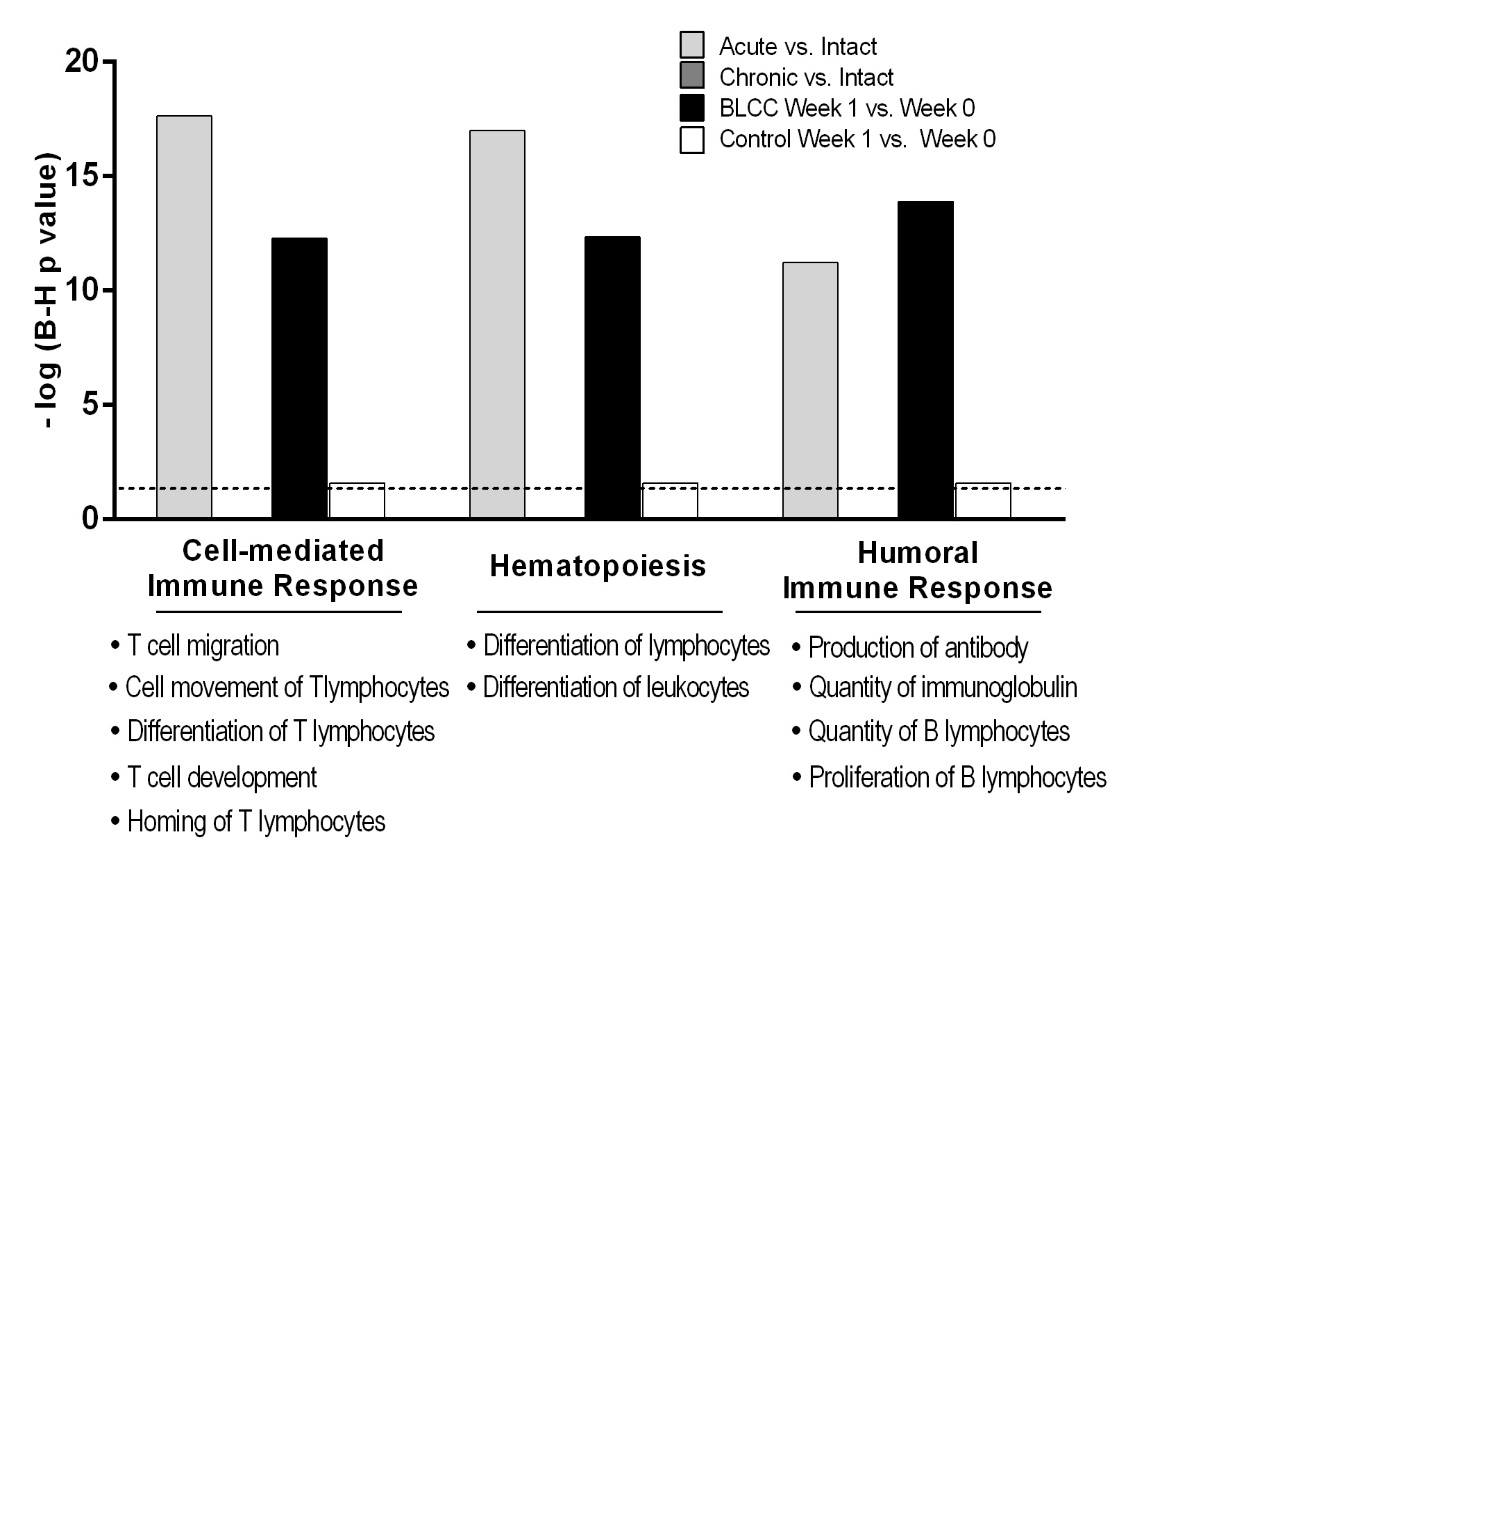 Acute vs. Intact
Chronic vs. Intact
BLCC Week 1 vs. Week 0
Control Week 1 vs. Week 0
- log (B-H p value)
20
15
10
5
0
Cell-mediated
Immune Response
• T cell migration
• Cell movement of Tlymphocytes
• Differentiation of T lymphocytes
• T cell development
• Homing of T lymphocytes
Hematopoiesis
• Differentiation of lymphocytes
• Differentiation of leukocytes
Humoral
Immune Response
• Production of antibody
• Quantity of immunoglobulin
• Quantity of B lymphocytes
• Proliferation of B lymphocytes